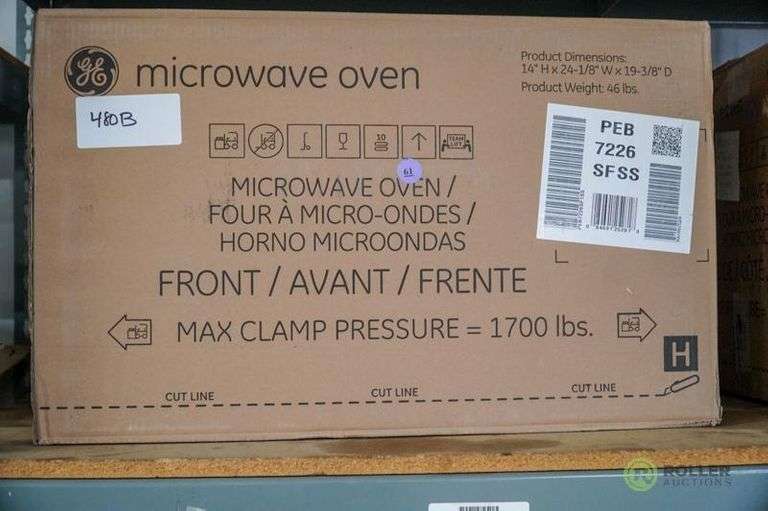 GE
microwave oven
Product Dimensions:
14" H x 24-1/8" W x 19-3/8" D
Product Weight: 46 lbs.
480B
PEB
7226
SFSS
10
TEAM
LIFT
61
MICROWAVE OVEN /
FOUR À MICRO-ONDES /
HORNO MICROONDAS
FRONT / AVANT / FRENTE
MAX CLAMP PRESSURE = 1700 lbs.
H
CUT LINE
CUT LINE
CUT LINE
R
ROLLER
AUCTIONS